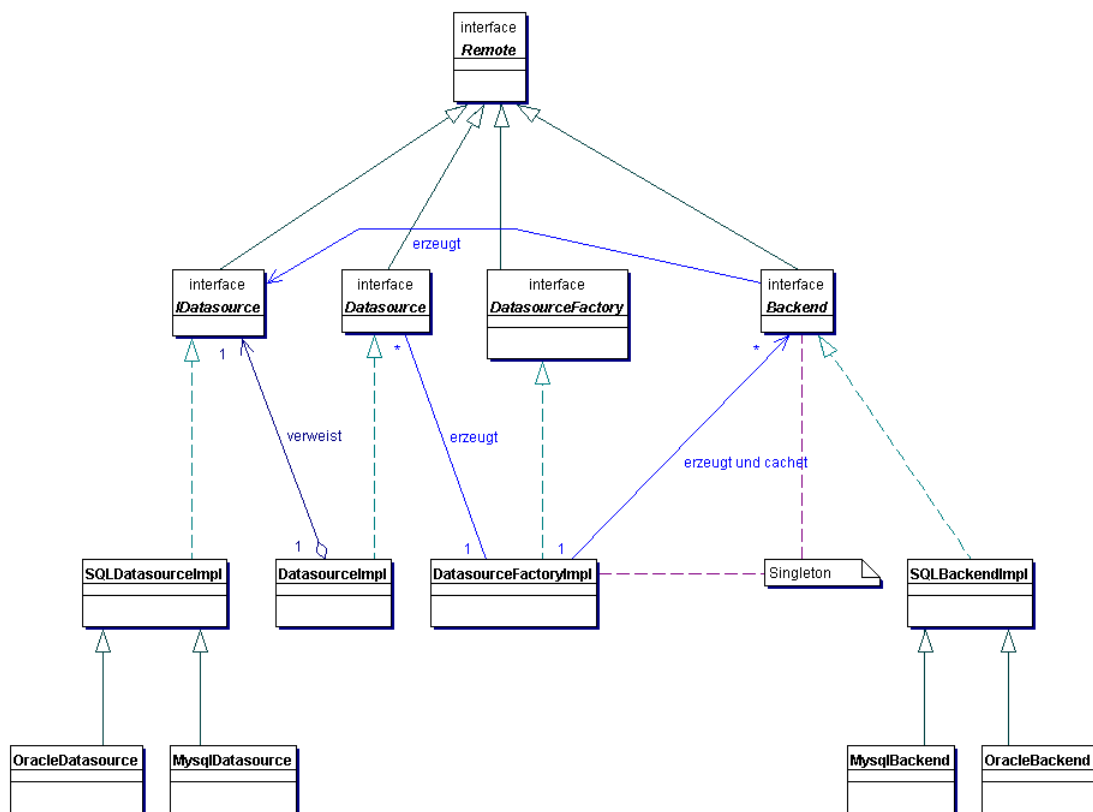 interface
Remote
erzeugt
interface
IDatasource
interface
Datasource
interface
DatasourceFactory
interface
Backend
1
*
*
verweist
erzeugt
erzeugt und cachet
1
1
1
SQLDatasourceImpl
DatasourceImpl
DatasourceFactoryImpl
Singleton
SQLBackendImpl
OracleDatasource
MysqlDatasource
MysqlBackend
OracleBackend